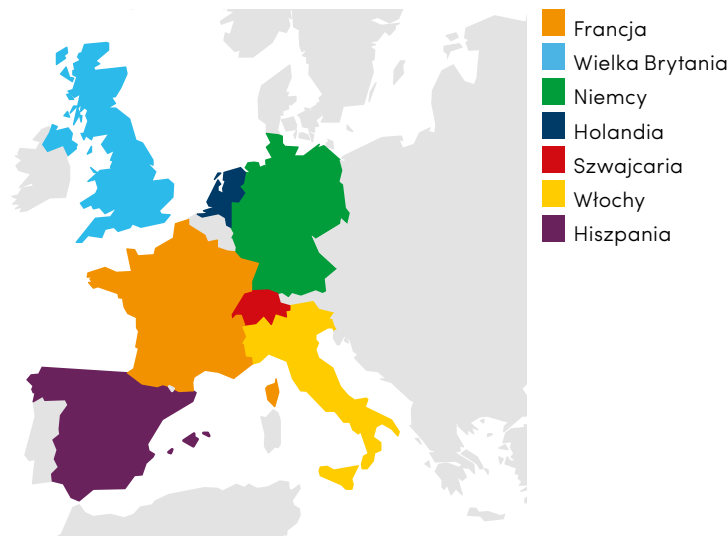 Francja
Wielka Brytania
Niemcy
Holandia
Szwajcaria
Włochy
Hiszpania